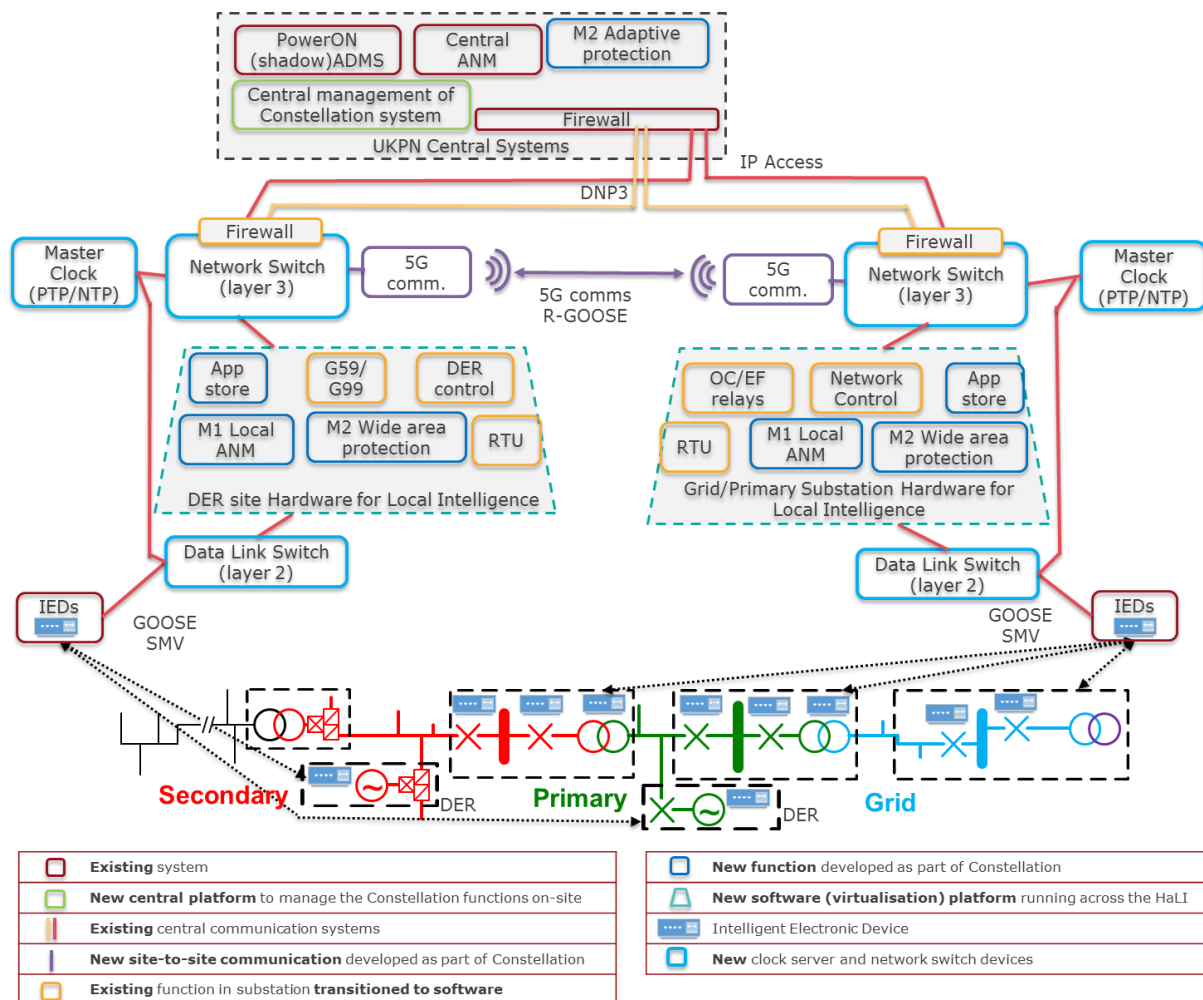 PowerON
(shadow)ADMS
Central
ANM
M2 Adaptive
protection
Central management of
Constellation system
Firewall
UKPN Central Systems
IP Access
DNP3
Firewall
Network Switch
(layer 3)
Master
Clock
(PTP/NTP)
5G
comm.
5G comms
R-GOOSE
5G
comm.
Firewall
Network Switch
(layer 3)
Master
Clock
(PTP/NTP)
App
store
G59/
G99
DER
control
M1 Local
ANM
M2 Wide area
protection
RTU
DER site Hardware for Local Intelligence
OC/EF
relays
Network
Control
App
store
RTU
M1 Local
ANM
M2 Wide area
protection
Grid/Primary Substation Hardware for
Local Intelligence
Data Link Switch
(layer 2)
Data Link Switch
(layer 2)
IEDs
GOOSE
SMV
GOOSE
SMV
IEDs
Secondary
DER
Primary
DER
Grid
Existing system
New central platform to manage the Constellation functions on-site
Existing central communication systems
New site-to-site communication developed as part of Constellation
Existing function in substation transitioned to software
New function developed as part of Constellation
New software (virtualisation) platform running across the HaLI
Intelligent Electronic Device
New clock server and network switch devices